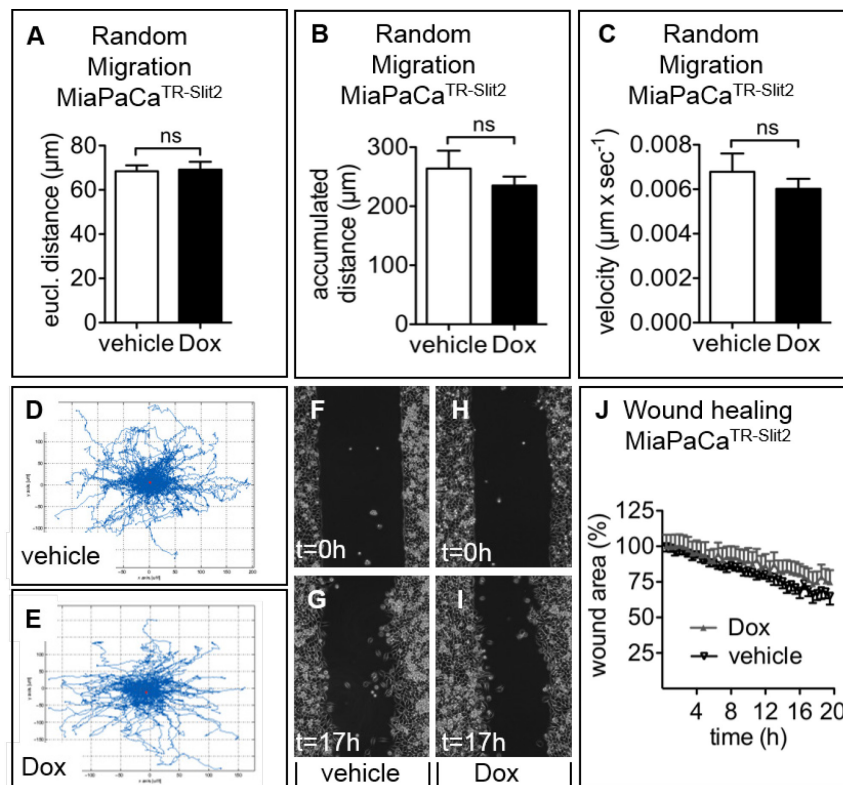 A Random
Migration
MiaPaCa^TR-Slit2
ns
eucl. distance (µm)
80
60
40
20
0
vehicle Dox
B Random
Migration
MiaPaCa^TR-Slit2
ns
accumulated
distance (µm)
300
200
100
0
vehicle Dox
C Random
Migration
MiaPaCa^TR-Slit2
ns
velocity (µm x sec⁻¹)
0.008
0.006
0.004
0.002
0.000
vehicle Dox
D
vehicle
E
Dox
F
t=0h
H
t=0h
G
t=17h
I
t=17h
vehicle
Dox
J Wound healing
MiaPaCa^TR-Slit2
wound area (%)
125
100
75
50
25
Dox
vehicle
4 8 12 16 20
time (h)